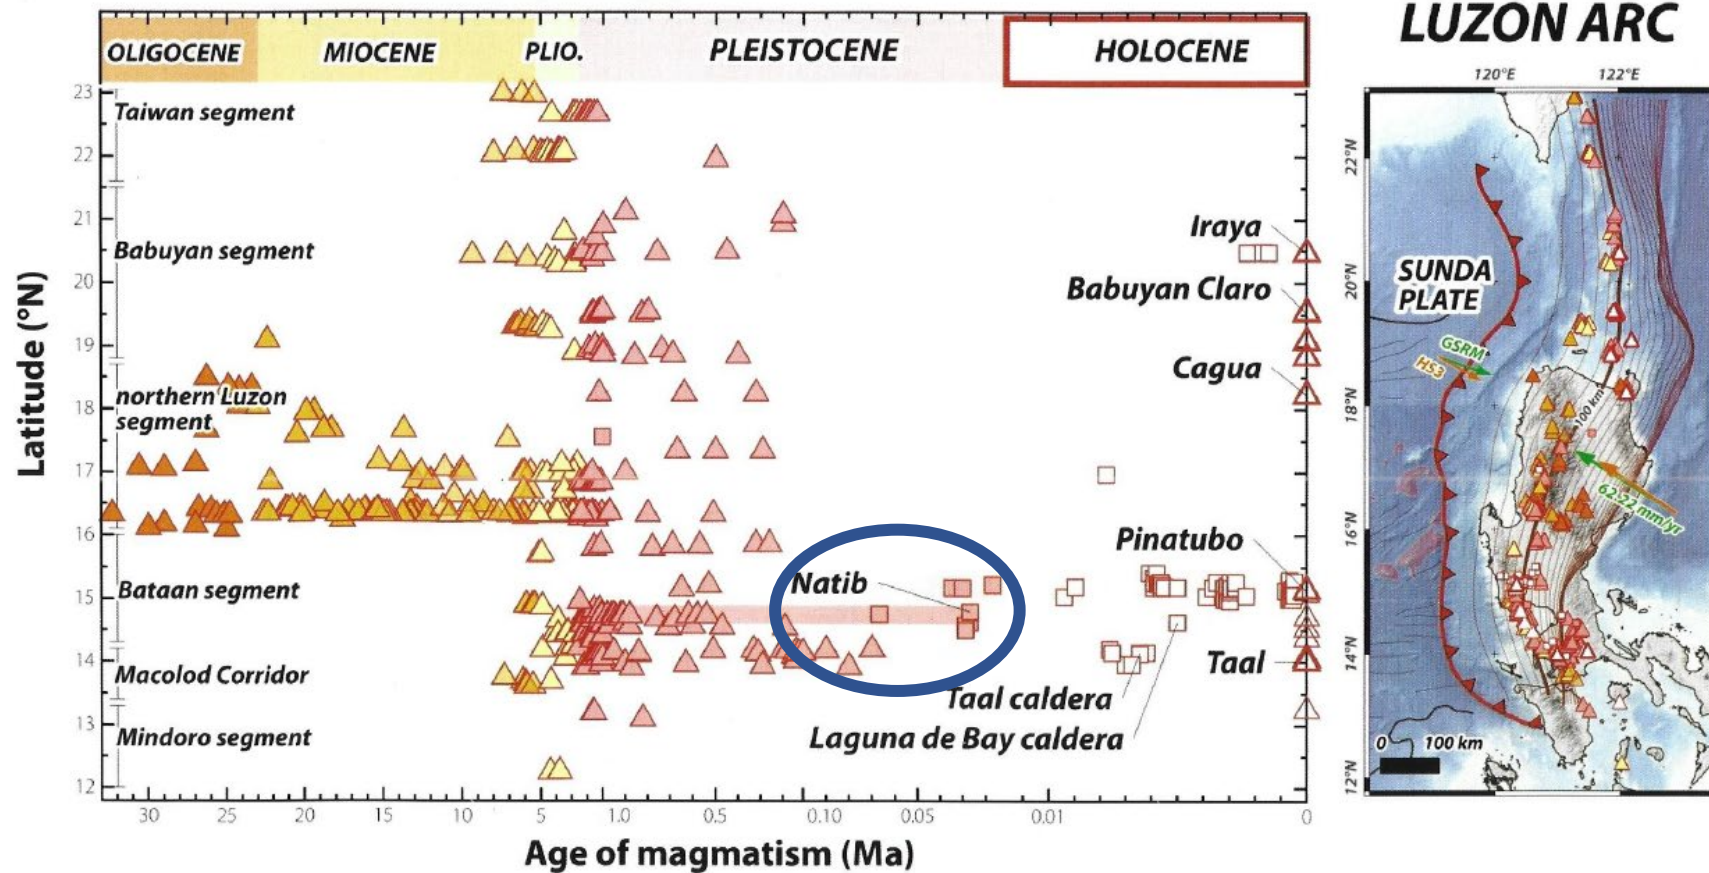 OLIGOCENE
MIOCENE
PLIO.
PLEISTOCENE
HOLOCENE
LUZON ARC
23
22
21
20
19
18
17
16
15
14
13
12
Latitude (°N)
Taiwan segment
Babuyan segment
northern Luzon
segment
Bataan segment
Macolod Corridor
Mindoro segment
Iraya
Babuyan Claro
Cagua
Pinatubo
Natib
Taal
Taal caldera
Laguna de Bay caldera
30
25
20
15
10
5
1.0
0.5
0.10
0.05
0.01
0
Age of magmatism (Ma)
120°E
122°E
22°N
20°N
18°N
16°N
14°N
12°N
SUNDA
PLATE
GSRM
HS3
100 km
62-22 mm/yr
0 100 km